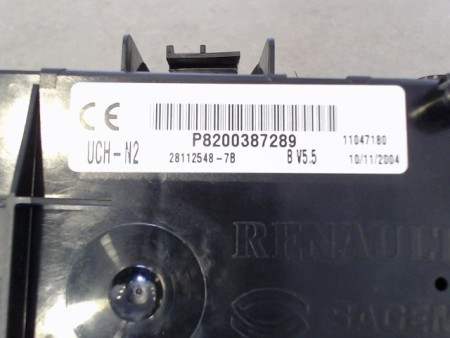 CE
P8200387289
11047180
UCH-N2
28112548-7B
B V5.5
10/11/2004
RENAULT
SAGEM